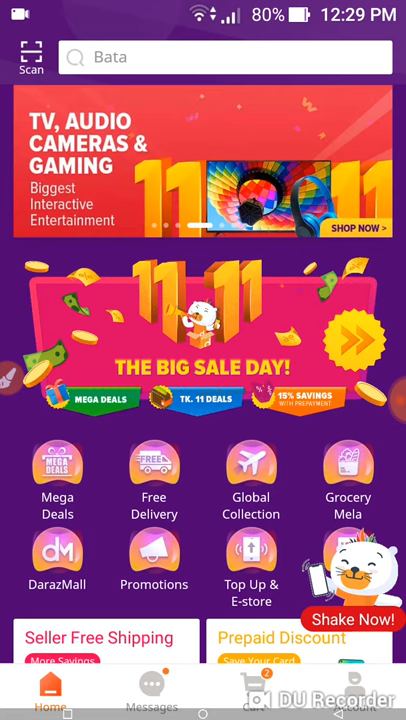 80% 12:29 PM
Scan
Bata
TV, AUDIO
CAMERAS &
GAMING
Biggest
Interactive
Entertainment
11
11
SHOP NOW >
11 11
THE BIG SALE DAY!
MEGA DEALS
TK. 11 DEALS
15% SAVINGS
WITH PREPAYMENT
MEGA
DEALS
FREE
Mega
Deals
Free
Delivery
Global
Collection
Grocery
Mela
dM
DarazMall
Promotions
Top Up &
E-store
Shake Now!
Seller Free Shipping
More Savings
Prepaid Discount
Save Your Card
Home
Messages
2
Cart
Account
DU Recorder